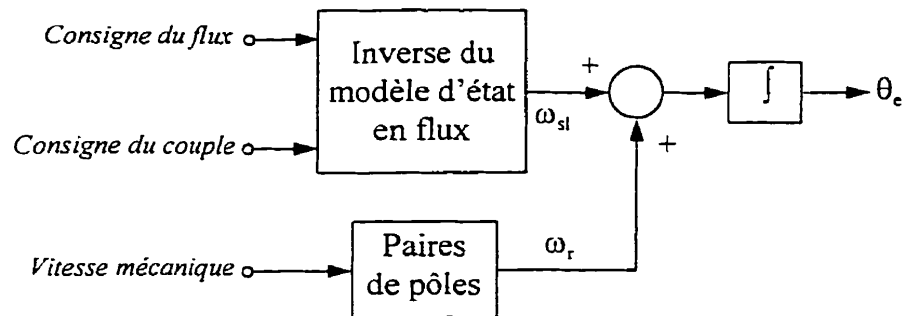 Consigne du flux
Inverse du
modèle d'état
en flux
Consigne du couple
+
ω_sl
+
∫
θ_e
Vitesse mécanique
Paires
de pôles
ω_r